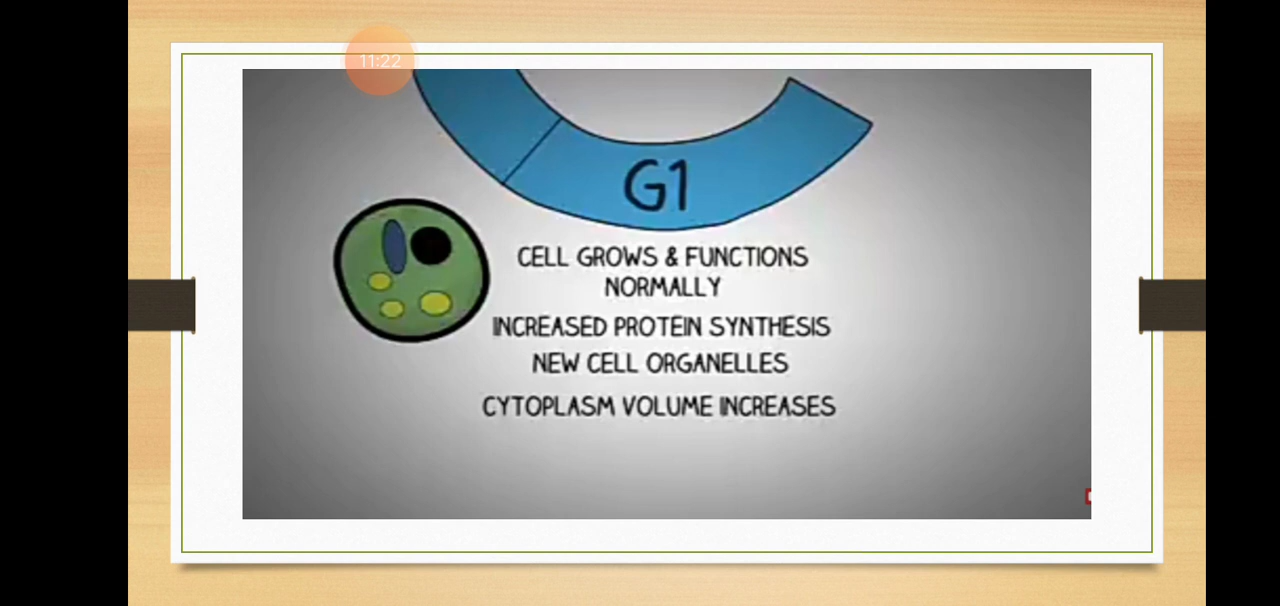 11:22
G1
CELL GROWS & FUNCTIONS
NORMALLY
INCREASED PROTEIN SYNTHESIS
NEW CELL ORGANELLES
CYTOPLASM VOLUME INCREASES